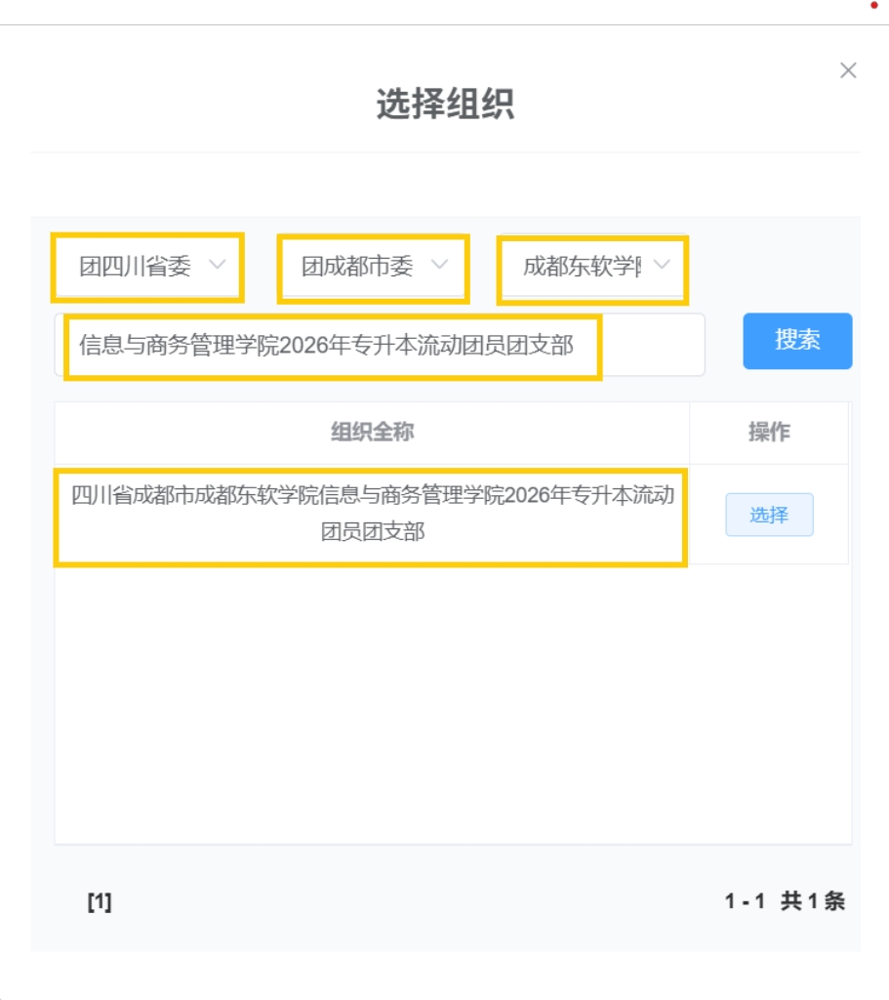 选择组织
团四川省委 团成都市委 成都东软学
信息与商务管理学院2026年专升本流动团员团支部 搜索
组织全称 操作
四川省成都市成都东软学院信息与商务管理学院2026年专升本流动
团员团支部
选择
[1] 1 - 1 共 1 条